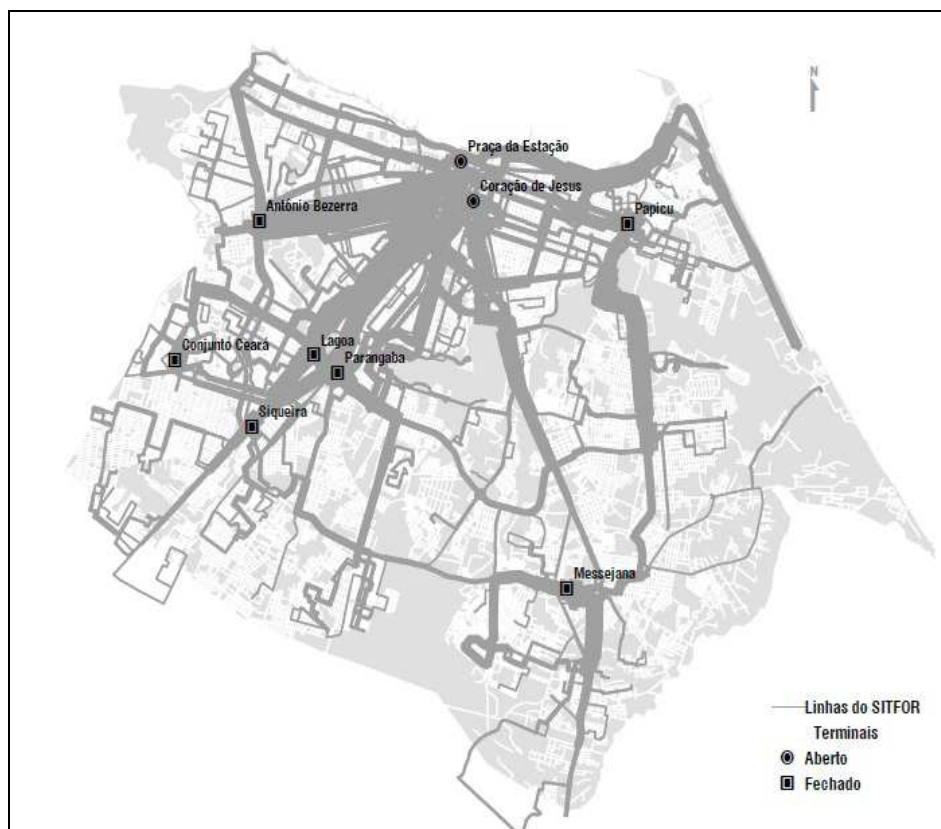 N
Praça da Estação
Coração de Jesus
Antônio Bezerra
Papicu
Lagoa
Conjunto Ceará
Parangaba
Siqueira
Messejana
Linhas do SITFOR
Terminais
Aberto
Fechado